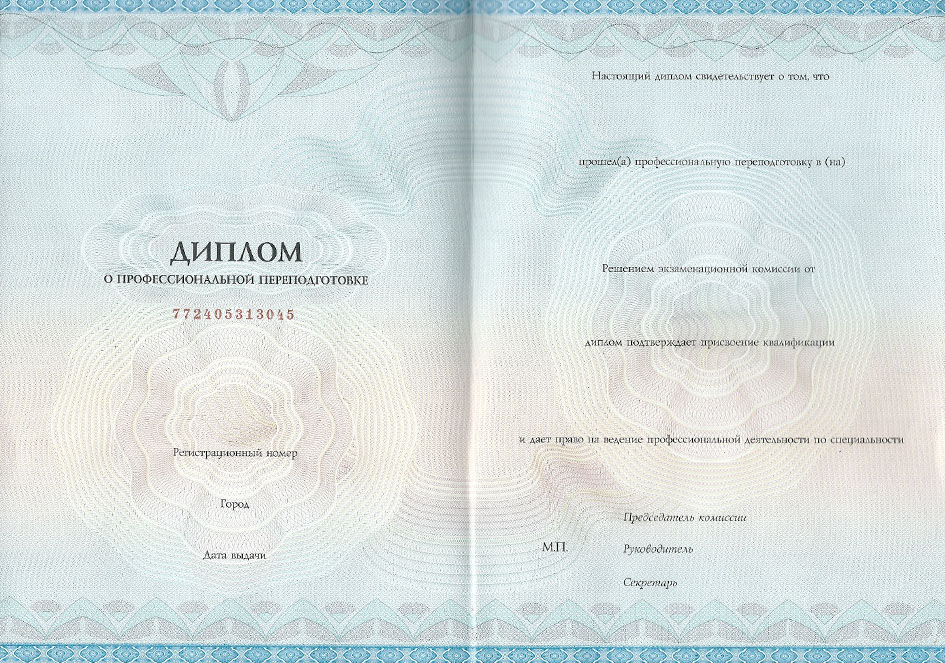 ДИПЛОМ
О ПРОФЕССИОНАЛЬНОЙ ПЕРЕПОДГОТОВКЕ
772405313045
Регистрационный номер
Город
Дата выдачи
Настоящий диплом свидетельствует о том, что
прошел(а) профессиональную переподготовку в (на)
Решением экзаменационной комиссии от
диплом подтверждает присвоение квалификации
и дает право на ведение профессиональной деятельности по специальности
Председатель комиссии
М.П.
Руководитель
Секретарь